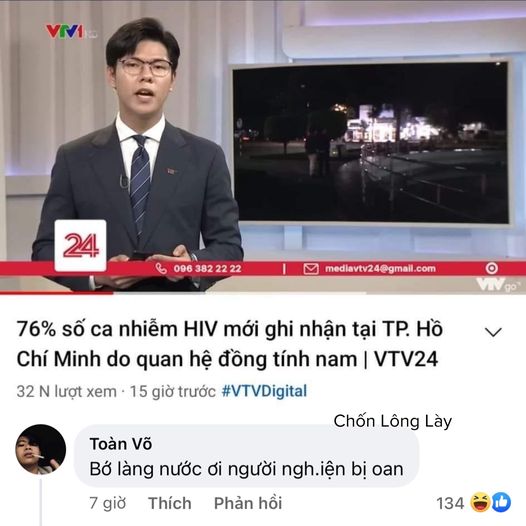 VTV1 HD
24
096 382 22 22 | mediavtv24@gmail.com
VTVgo
76% số ca nhiễm HIV mới ghi nhận tại TP. Hồ
Chí Minh do quan hệ đồng tính nam | VTV24
32 N lượt xem · 15 giờ trước #VTVDigital
Chốn Lông Lày
Toàn Võ
Bớ làng nước ơi người ngh.iện bị oan
7 giờ Thích Phản hồi 134